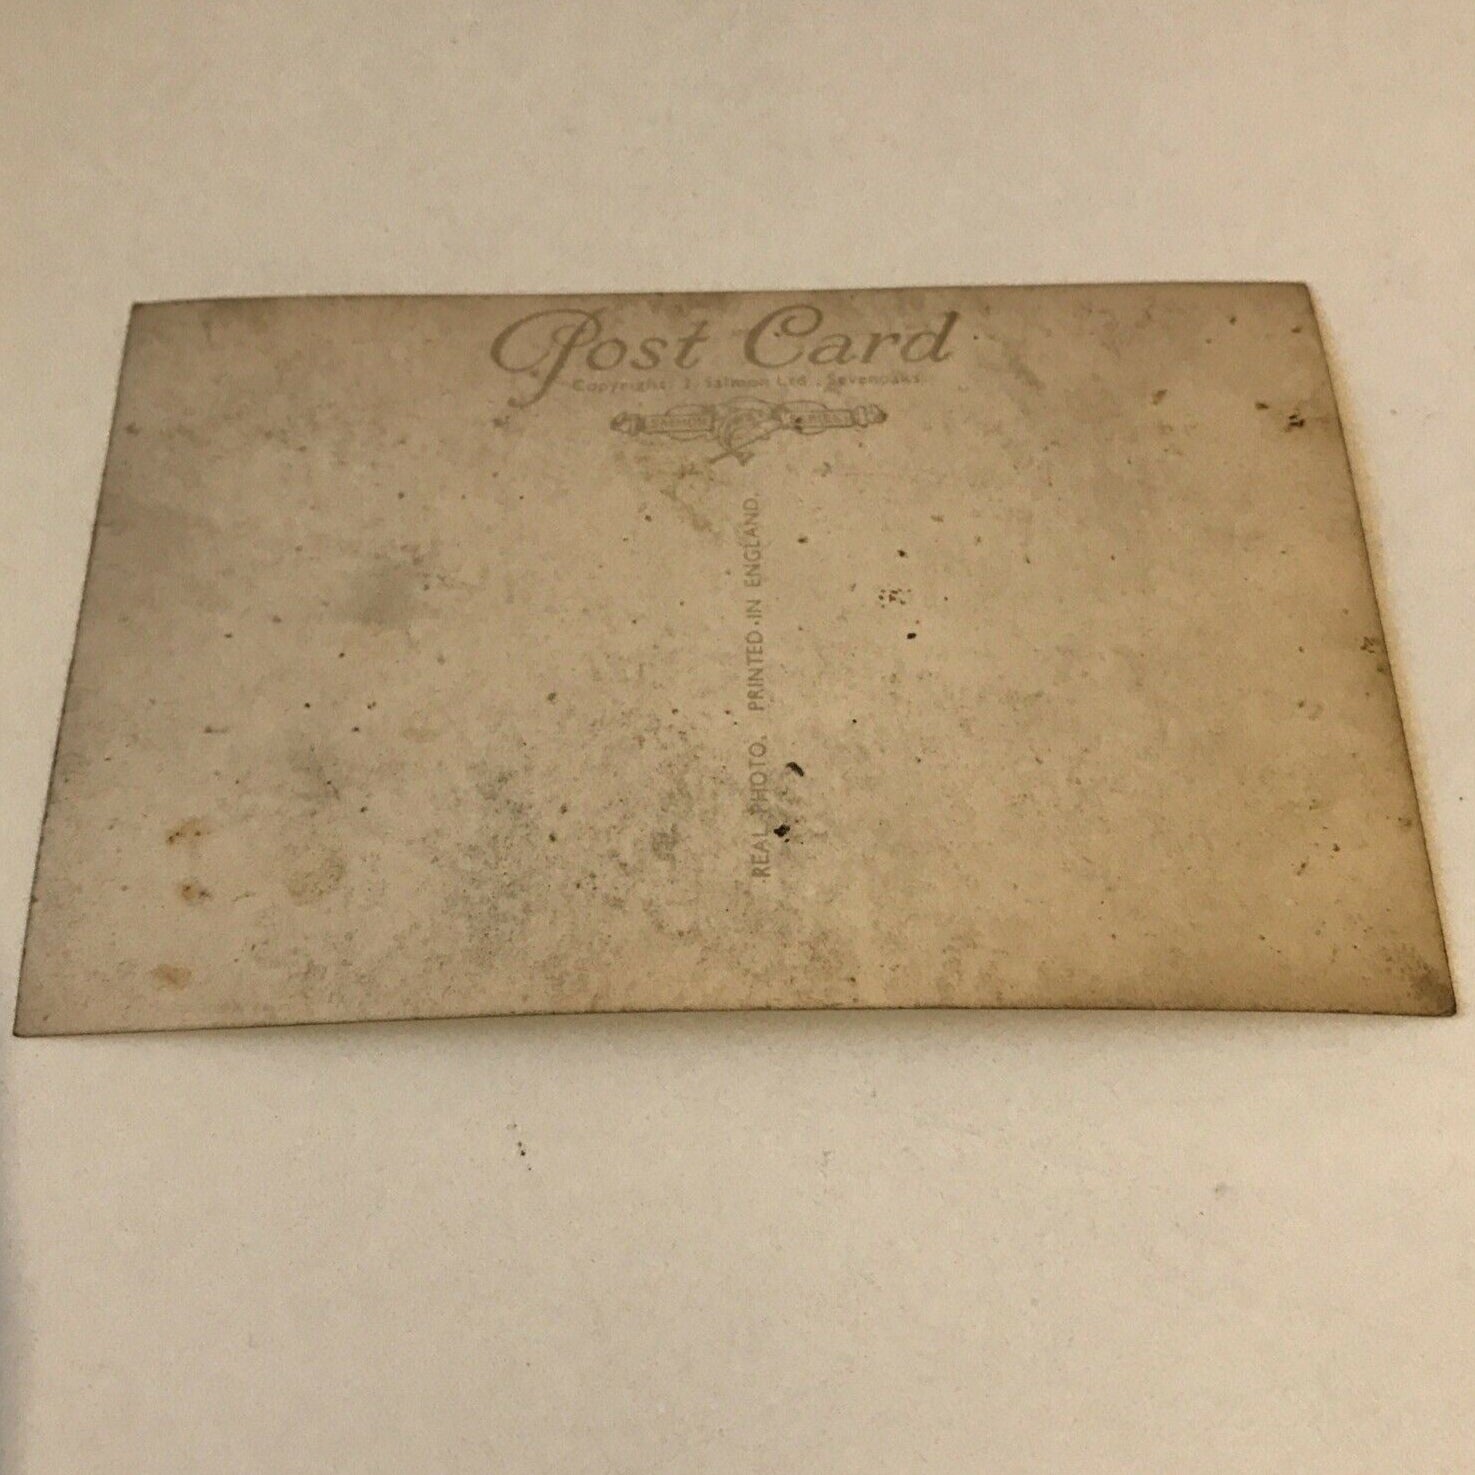 Post Card
Copyright J. Salmon Ltd., Sevenoaks.
REAL PHOTO. PRINTED IN ENGLAND.